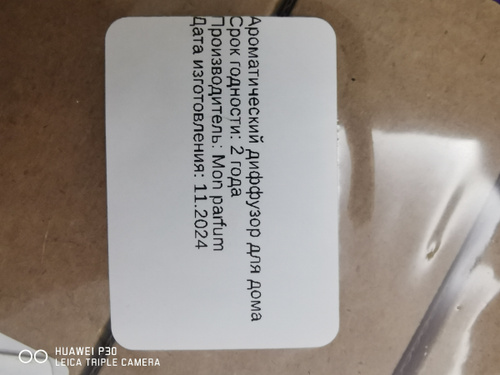 Ароматический диффузор для дома
Срок годности: 2 года
Производитель: Mon parfum
Дата изготовления: 11.2024
HUAWEI P30
LEICA TRIPLE CAMERA